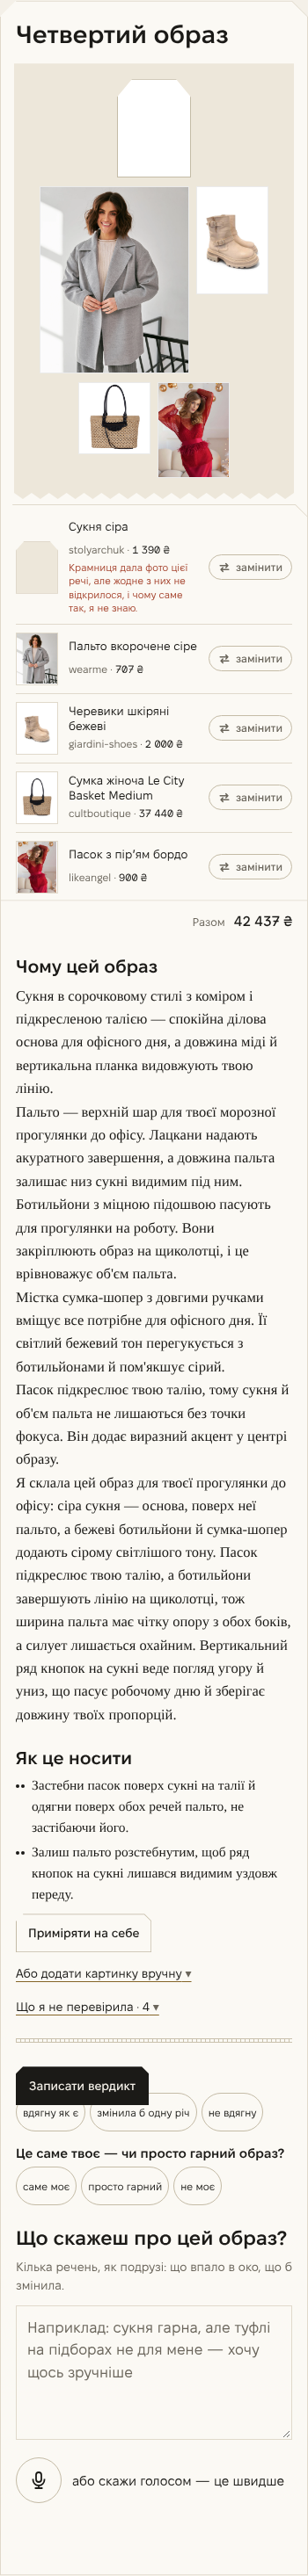 Четвертий образ
Сукня сіра
stolyarchuk · 1 390 ₴
Крамниця дала фото цієї
речі, але жодне з них не
відкрилося, і чому саме
так, я не знаю.
⇄ замінити
Пальто вкорочене сіре
wearme · 707 ₴
⇄ замінити
Черевики шкіряні
бежеві
giardini-shoes · 2 000 ₴
⇄ замінити
Сумка жіноча Le City
Basket Medium
cultboutique · 37 440 ₴
⇄ замінити
Пасок з пір’ям бордо
likeangel · 900 ₴
⇄ замінити
Разом 42 437 ₴
Чому цей образ
Сукня в сорочковому стилі з коміром і
підкресленою талією — спокійна ділова
основа для офісного дня, а довжина міді й
вертикальна планка видовжують твою
лінію.
Пальто — верхній шар для твоєї морозної
прогулянки до офісу. Лацкани надають
акуратного завершення, а довжина пальта
залишає низ сукні видимим під ним.
Ботильйони з міцною підошвою пасують
для прогулянки на роботу. Вони
закріплюють образ на щиколотці, і це
врівноважує об'єм пальта.
Містка сумка-шопер з довгими ручками
вміщує все потрібне для офісного дня. Її
світлий бежевий тон перегукується з
ботильйонами й пом'якшує сірий.
Пасок підкреслює твою талію, тому сукня й
об'єм пальта не лишаються без точки
фокуса. Він додає виразний акцент у центрі
образу.
Я склала цей образ для твоєї прогулянки до
офісу: сіра сукня — основа, поверх неї
пальто, а бежеві ботильйони й сумка-шопер
додають сірому світлішого тону. Пасок
підкреслює твою талію, а ботильйони
завершують лінію на щиколотці, тож
ширина пальта має чітку опору з обох боків,
а силует лишається охайним. Вертикальний
ряд кнопок на сукні веде погляд угору й
униз, що пасує робочому дню й зберігає
довжину твоїх пропорцій.
Як це носити
•• Застебни пасок поверх сукні на талії й
одягни поверх обох речей пальто, не
застібаючи його.
•• Залиш пальто розстебнутим, щоб ряд
кнопок на сукні лишався видимим уздовж
переду.
Приміряти на себе
Або додати картинку вручну ▾
Що я не перевірила · 4 ▾
Записати вердикт
вдягну як є
змінила б одну річ
не вдягну
Це саме твоє — чи просто гарний образ?
саме моє
просто гарний
не моє
Що скажеш про цей образ?
Кілька речень, як подрузі: що впало в око, що б
змінила.
Наприклад: сукня гарна, але туфлі
на підборах не для мене — хочу
щось зручніше
або скажи голосом — це швидше